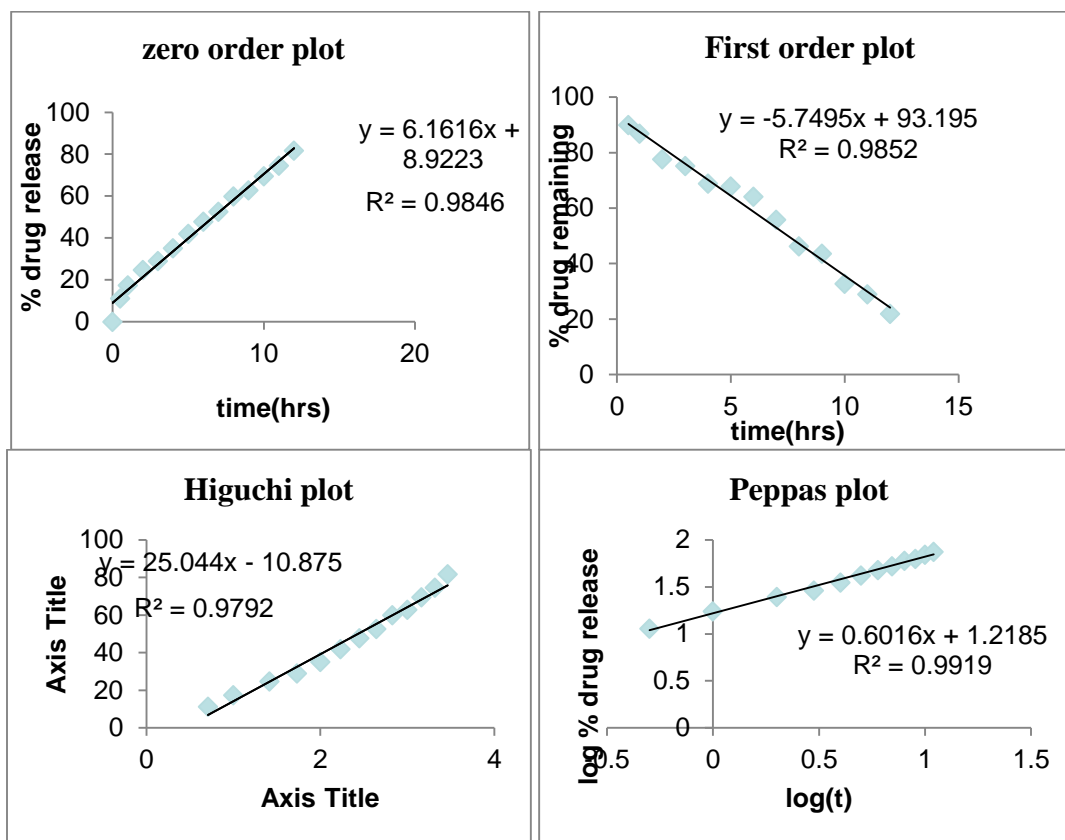 zero order plot
100
80
60
40
20
0
0
10
20
% drug release
time(hrs)
y = 6.1616x +
8.9223
R² = 0.9846
First order plot
100
80
60
40
20
0
0
5
10
15
% drug remaining
time(hrs)
y = -5.7495x + 93.195
R² = 0.9852
Higuchi plot
100
80
60
40
20
0
0
2
4
Axis Title
Axis Title
y = 25.044x - 10.875
R² = 0.9792
Peppas plot
2
1.5
1
0.5
0
-0.5
0
0.5
1
1.5
log % drug release
log(t)
y = 0.6016x + 1.2185
R² = 0.9919